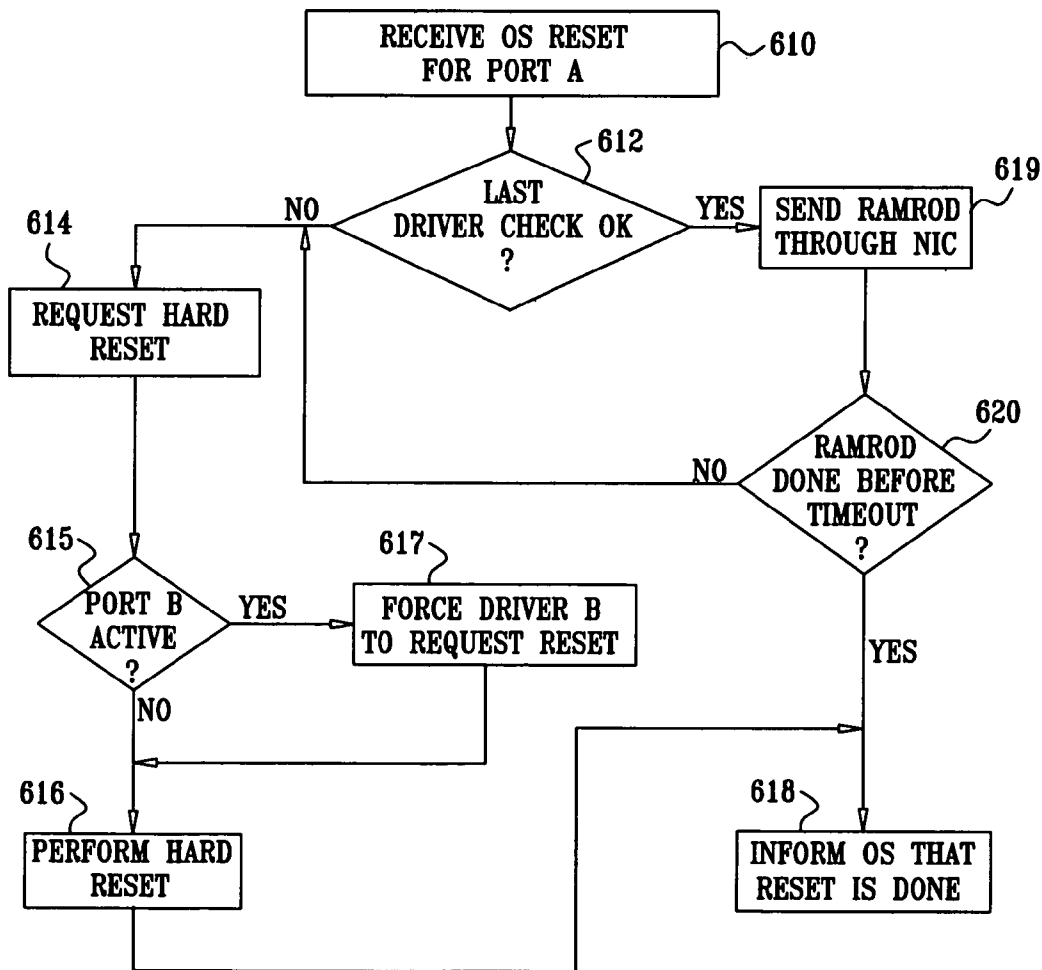 RECEIVE OS RESET
FOR PORT A
610
612
LAST
DRIVER CHECK OK
?
NO
YES
619
SEND RAMROD
THROUGH NIC
614
REQUEST HARD
RESET
620
RAMROD
DONE BEFORE
TIMEOUT
?
NO
YES
615
PORT B
ACTIVE
?
YES
NO
617
FORCE DRIVER B
TO REQUEST RESET
616
PERFORM HARD
RESET
618
INFORM OS THAT
RESET IS DONE